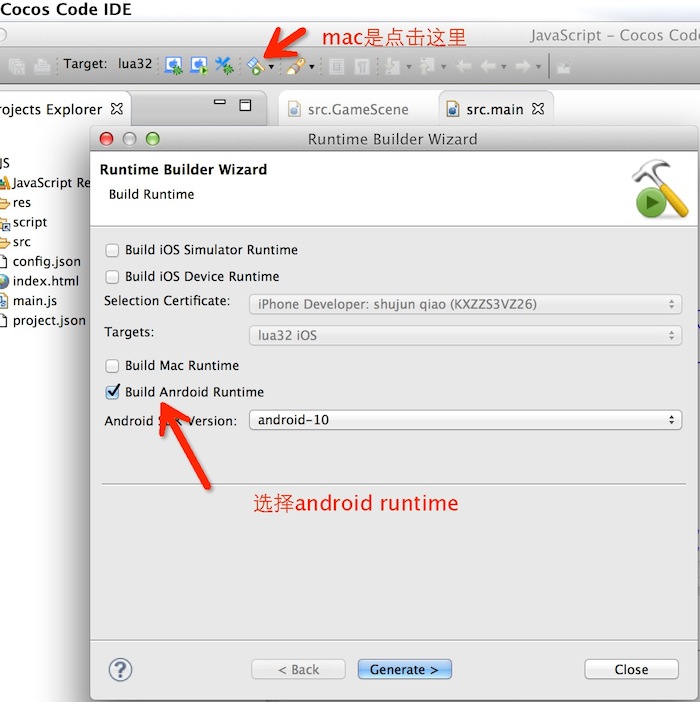 Cocos Code IDE
mac是点击这里
JavaScript – Cocos Code
Target: lua32
rojects Explorer
src.GameScene
src.main
Runtime Builder Wizard
Runtime Builder Wizard
Build Runtime
JS
JavaScript Re
res
script
src
config.json
index.html
main.js
project.json
Build iOS Simulator Runtime
Build iOS Device Runtime
Selection Certificate: iPhone Developer: shujun qiao (KXZZS3VZ26)
Targets: lua32 iOS
Build Mac Runtime
Build Anrdoid Runtime
Android SDK Version: android-10
选择android runtime
?
< Back
Generate >
Close